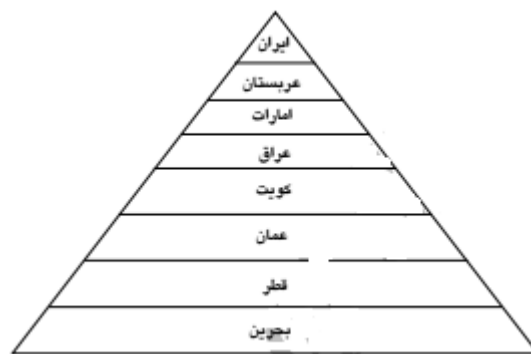 ایران
عربستان
امارات
عراق
کویت
عمان
قطر
بحرین